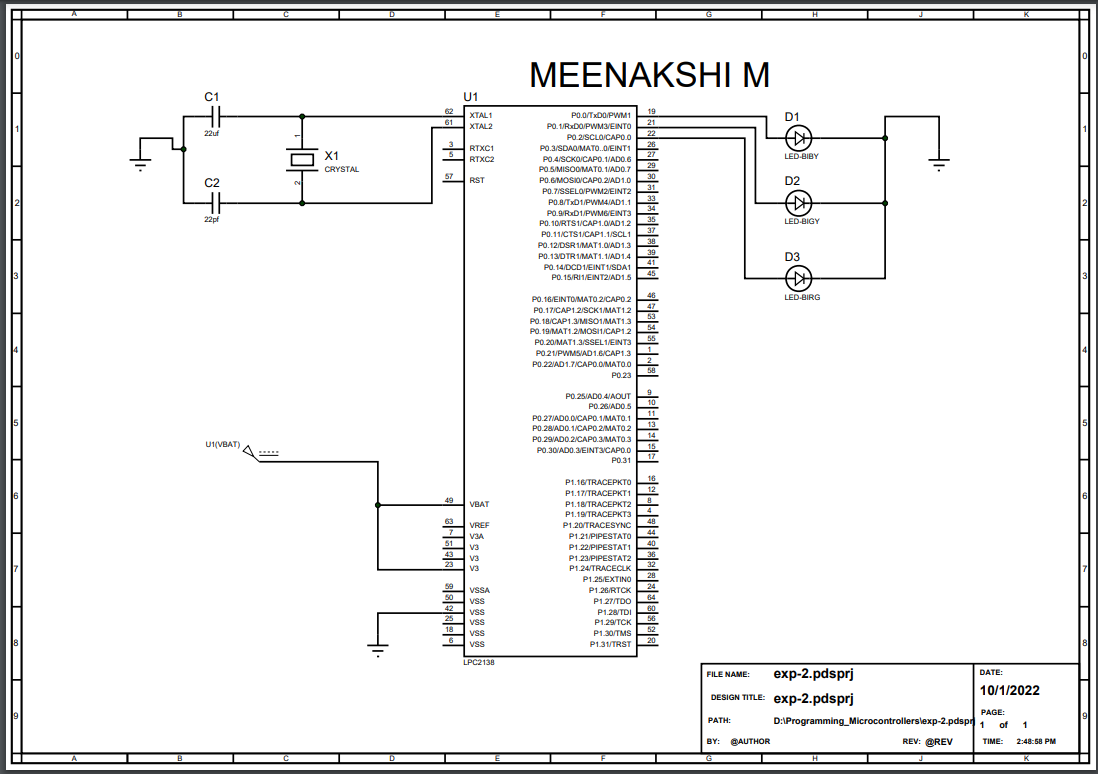 A B C D E F G H J K
0 0
1 1
2 2
3 3
4 4
5 5
6 6
7 7
8 8
9 9
MEENAKSHI M
C1
22uf
C2
22pf
X1
CRYSTAL
1
2
U1
62 XTAL1
61 XTAL2
3 RTXC1
5 RTXC2
57 RST
49 VBAT
63 VREF
7 V3A
51 V3
43 V3
23 V3
59 VSSA
50 VSS
42 VSS
25 VSS
18 VSS
6 VSS
P0.0/TxD0/PWM1 19
P0.1/RxD0/PWM3/EINT0 21
P0.2/SCL0/CAP0.0 22
P0.3/SDA0/MAT0..0/EINT1 26
P0.4/SCK0/CAP0.1/AD0.6 27
P0.5/MISO0/MAT0.1/AD0.7 29
P0.6/MOSI0/CAP0.2/AD1.0 30
P0.7/SSEL0/PWM2/EINT2 31
P0.8/TxD1/PWM4/AD1.1 33
P0.9/RxD1/PWM6/EINT3 34
P0.10/RTS1/CAP1.0/AD1.2 35
P0.11/CTS1/CAP1.1/SCL1 37
P0.12/DSR1/MAT1.0/AD1.3 38
P0.13/DTR1/MAT1.1/AD1.4 39
P0.14/DCD1/EINT1/SDA1 41
P0.15/RI1/EINT2/AD1.5 45
P0.16/EINT0/MAT0.2/CAP0.2 46
P0.17/CAP1.2/SCK1/MAT1.2 47
P0.18/CAP1.3/MISO1/MAT1.3 53
P0.19/MAT1.2/MOSI1/CAP1.2 54
P0.20/MAT1.3/SSEL1/EINT3 55
P0.21/PWM5/AD1.6/CAP1.3 1
P0.22/AD1.7/CAP0.0/MAT0.0 2
P0.23 58
P0.25/AD0.4/AOUT 9
P0.26/AD0.5 10
P0.27/AD0.0/CAP0.1/MAT0.1 11
P0.28/AD0.1/CAP0.2/MAT0.2 13
P0.29/AD0.2/CAP0.3/MAT0.3 14
P0.30/AD0.3/EINT3/CAP0.0 15
P0.31 17
P1.16/TRACEPKT0 16
P1.17/TRACEPKT1 12
P1.18/TRACEPKT2 8
P1.19/TRACEPKT3 4
P1.20/TRACESYNC 48
P1.21/PIPESTAT0 44
P1.22/PIPESTAT1 40
P1.23/PIPESTAT2 36
P1.24/TRACECLK 32
P1.25/EXTIN0 28
P1.26/RTCK 24
P1.27/TDO 64
P1.28/TDI 60
P1.29/TCK 56
P1.30/TMS 52
P1.31/TRST 20
LPC2138
D1
LED-BIBY
D2
LED-BIGY
D3
LED-BIRG
U1(VBAT)
FILE NAME: exp-2.pdsprj
DESIGN TITLE: exp-2.pdsprj
PATH: D:\Programming_Microcontrollers\exp-2.pdsprj
BY: @AUTHOR REV: @REV
DATE:
10/1/2022
PAGE:
1 of 1
TIME: 2:48:58 PM
A B C D E F G H J K